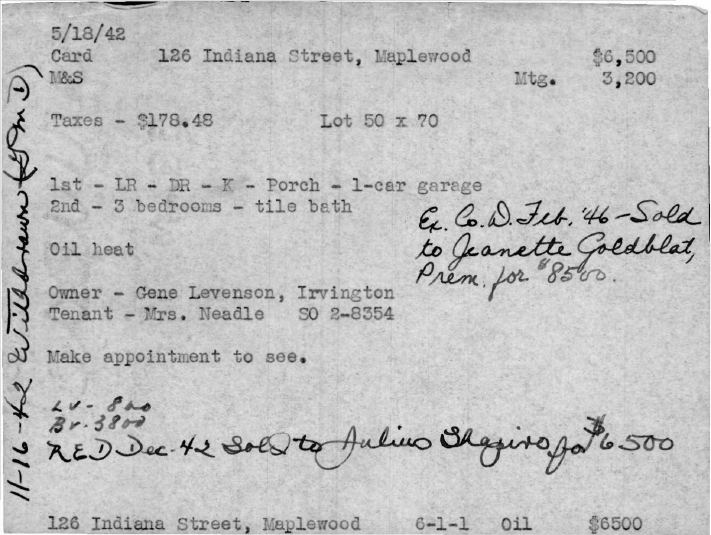 5/18/42
Card 126 Indiana Street, Maplewood $6,500
M&S Mtg. 3,200
Taxes - $178.48 Lot 50 x 70
1st - LR - DR - K - Porch - 1-car garage
2nd - 3 bedrooms - tile bath
Ex. Co. D. Feb. '46 - Sold
to Jeanette Goldblat,
Prem. for $8500.
Oil heat
Owner - Gene Levenson, Irvington
Tenant - Mrs. Neadle SO 2-8354
Make appointment to see.
LV- 800
BV-3800
RED Dec. 42 Sold to Julius Shapiro for $6500
126 Indiana Street, Maplewood 6-1-1 Oil $6500
11-16-42 Withdrawn